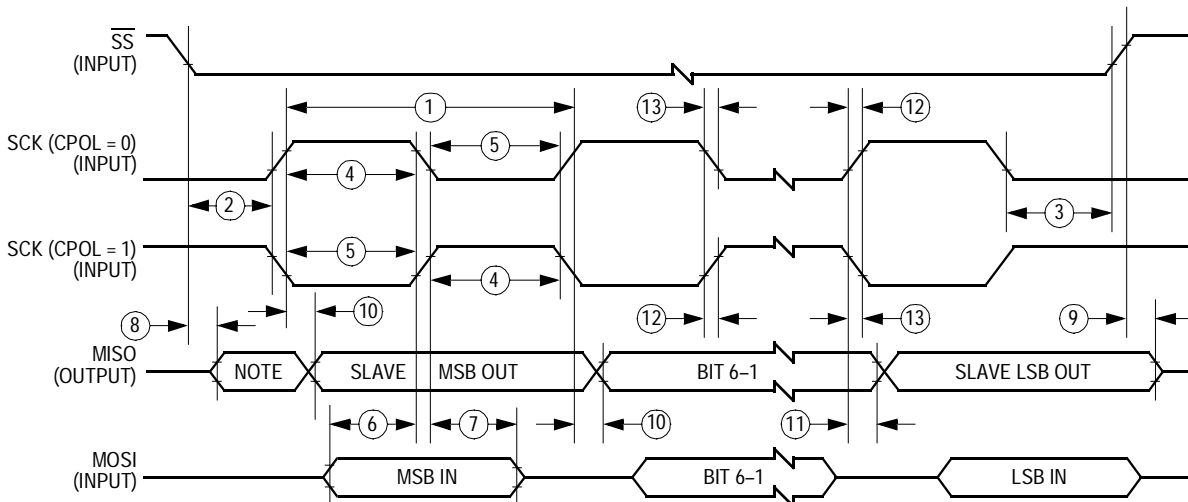 SS
(INPUT)
1
13
12
SCK (CPOL = 0)
(INPUT)
5
4
2
3
SCK (CPOL = 1)
(INPUT)
5
4
8
10
12
13
9
MISO
(OUTPUT)
NOTE
SLAVE MSB OUT
BIT 6–1
SLAVE LSB OUT
6
7
10
11
MOSI
(INPUT)
MSB IN
BIT 6–1
LSB IN